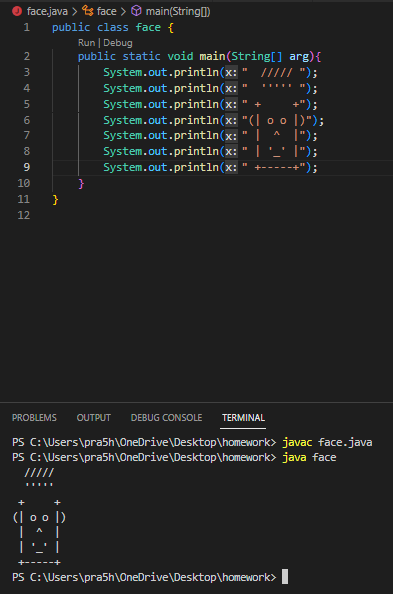 face.java > face > main(String[])
1 public class face {
Run | Debug
2     public static void main(String[] arg){
3         System.out.println(x:"  ///// ");
4         System.out.println(x:"  ''''' ");
5         System.out.println(x:" +     +");
6         System.out.println(x:"(| o o |)");
7         System.out.println(x:" |  ^  |");
8         System.out.println(x:" | '_' |");
9         System.out.println(x:" +-----+");
10     }
11 }
12
PROBLEMS OUTPUT DEBUG CONSOLE TERMINAL
PS C:\Users\pra5h\OneDrive\Desktop\homework> javac face.java
PS C:\Users\pra5h\OneDrive\Desktop\homework> java face
  /////
  '''''
 +     +
(| o o |)
 |  ^  |
 | '_' |
 +-----+
PS C:\Users\pra5h\OneDrive\Desktop\homework>